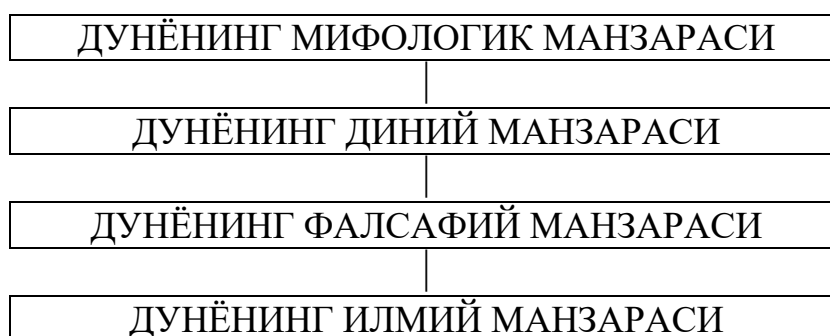 ДУНЁНИНГ МИФОЛОГИК МАНЗАРАСИ
ДУНЁНИНГ ДИНИЙ МАНЗАРАСИ
ДУНЁНИНГ ФАЛСАФИЙ МАНЗАРАСИ
ДУНЁНИНГ ИЛМИЙ МАНЗАРАСИ